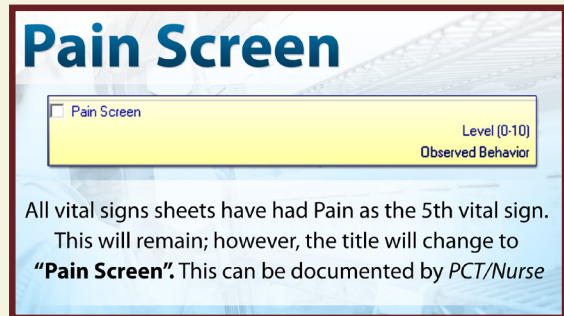 Pain Screen
Pain Screen
Level (0-10)
Observed Behavior
All vital signs sheets have had Pain as the 5th vital sign.
This will remain; however, the title will change to
“Pain Screen”. This can be documented by PCT/Nurse